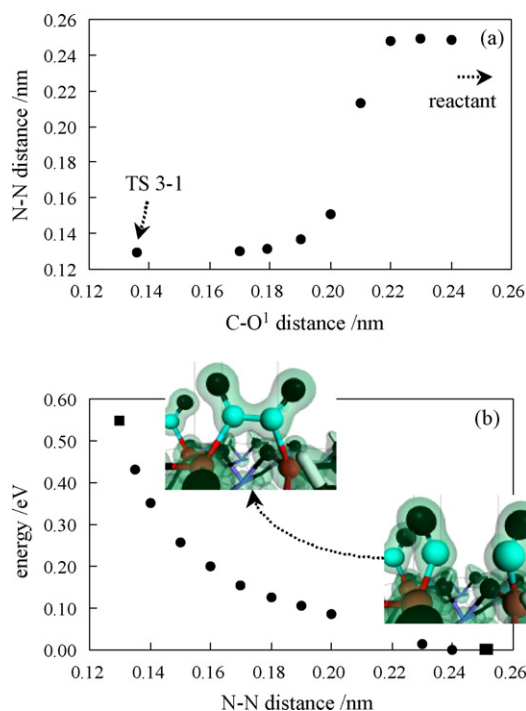 (a)
0.26
0.24
0.22
0.20
0.18
0.16
0.14
0.12
N-N distance /nm
TS 3-1
reactant
0.12 0.14 0.16 0.18 0.20 0.22 0.24 0.26
C-O¹ distance /nm
(b)
0.60
0.50
0.40
0.30
0.20
0.10
0.00
energy /eV
0.12 0.14 0.16 0.18 0.20 0.22 0.24 0.26
N-N distance /nm